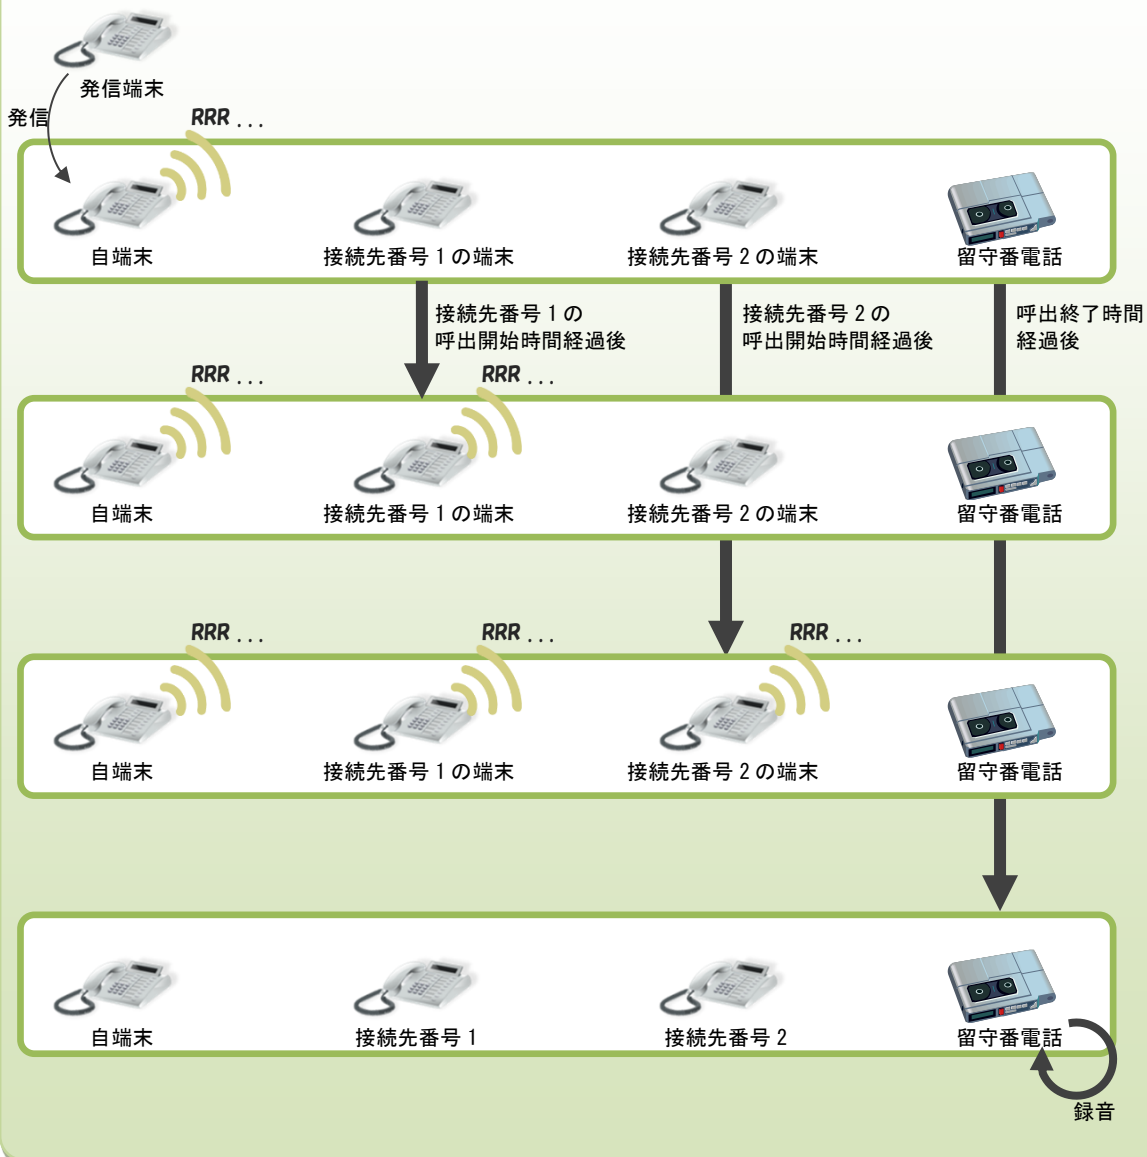 発信端末
発信
RRR ...
自端末
接続先番号1の端末
接続先番号2の端末
留守番電話
接続先番号1の
呼出開始時間経過後
接続先番号2の
呼出開始時間経過後
呼出終了時間
経過後
RRR ...
RRR ...
自端末
接続先番号1の端末
接続先番号2の端末
留守番電話
RRR ...
RRR ...
RRR ...
自端末
接続先番号1の端末
接続先番号2の端末
留守番電話
自端末
接続先番号1
接続先番号2
留守番電話
録音